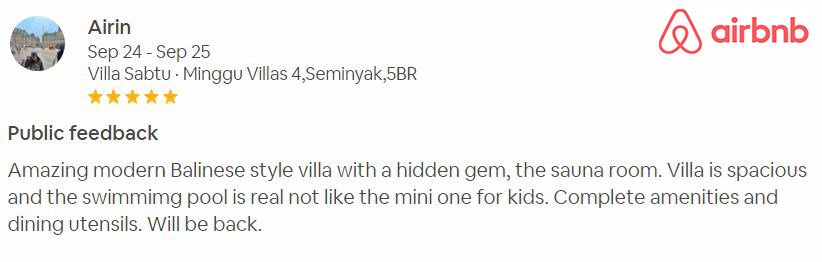 Airin
airbnb
Sep 24 - Sep 25
Villa Sabtu · Minggu Villas 4,Seminyak,5BR
Public feedback
Amazing modern Balinese style villa with a hidden gem, the sauna room. Villa is spacious
and the swimmimg pool is real not like the mini one for kids. Complete amenities and
dining utensils. Will be back.